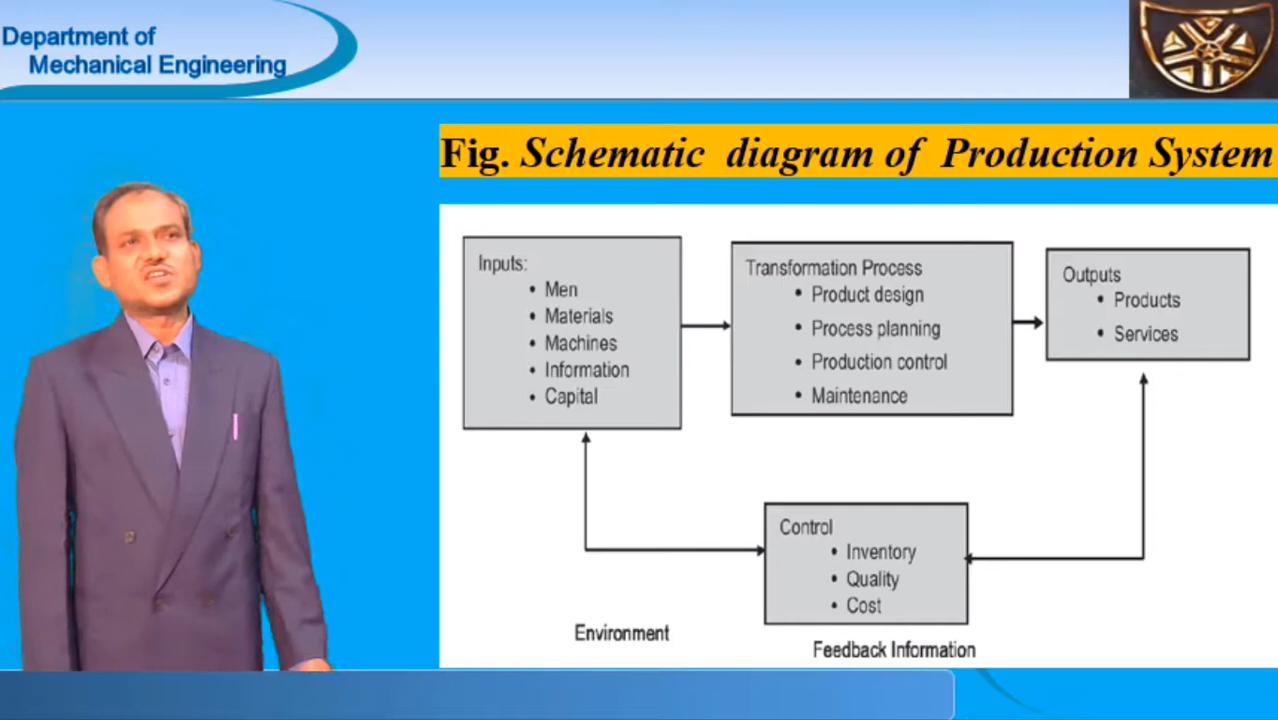 Department of
Mechanical Engineering
Fig. Schematic diagram of Production System
Inputs:
• Men
• Materials
• Machines
• Information
• Capital
Transformation Process
• Product design
• Process planning
• Production control
• Maintenance
Outputs
• Products
• Services
Control
• Inventory
• Quality
• Cost
Environment
Feedback Information